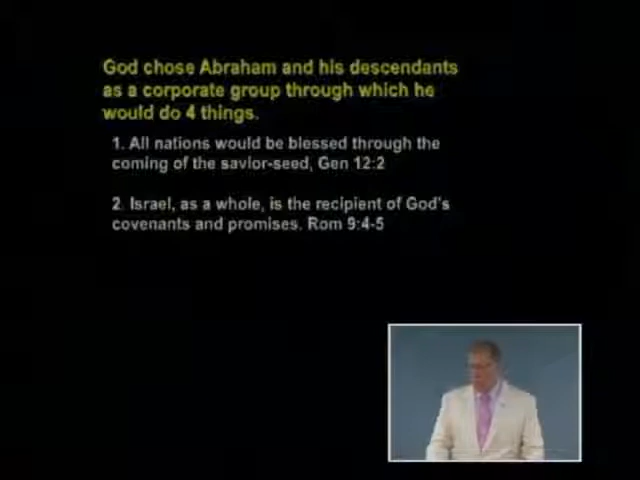 God chose Abraham and his descendants
as a corporate group through which he
would do 4 things.
1. All nations would be blessed through the
coming of the savior-seed, Gen 12:2
2. Israel, as a whole, is the recipient of God's
covenants and promises. Rom 9:4-5